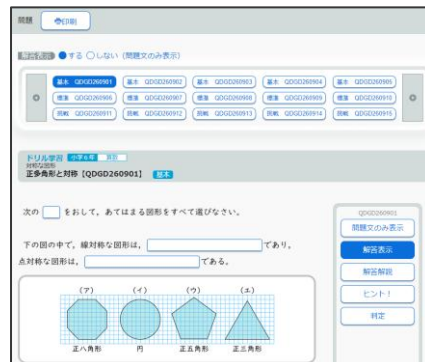 問題 印刷
解答表示 する しない (問題文のみ表示)
基本 QDGD260901 基本 QDGD260902 基本 QDGD260903 基本 QDGD260904 基本 QDGD260905
標準 QDGD260906 標準 QDGD260907 標準 QDGD260908 標準 QDGD260909 標準 QDGD260910
挑戦 QDGD260911 挑戦 QDGD260912 挑戦 QDGD260913 挑戦 QDGD260914 挑戦 QDGD260915
ドリル学習 小学6年 算数
対称な図形
正多角形と対称【QDGD260901】 基本
次の をおして，あてはまる図形をすべて選びなさい。
下の図の中で，線対称な図形は， であり，
点対称な図形は， である。
(ア) (イ) (ウ) (エ)
正八角形 円 正五角形 正三角形
QDGD260901
問題文のみ表示
解答表示
解答解説
ヒント！
判定